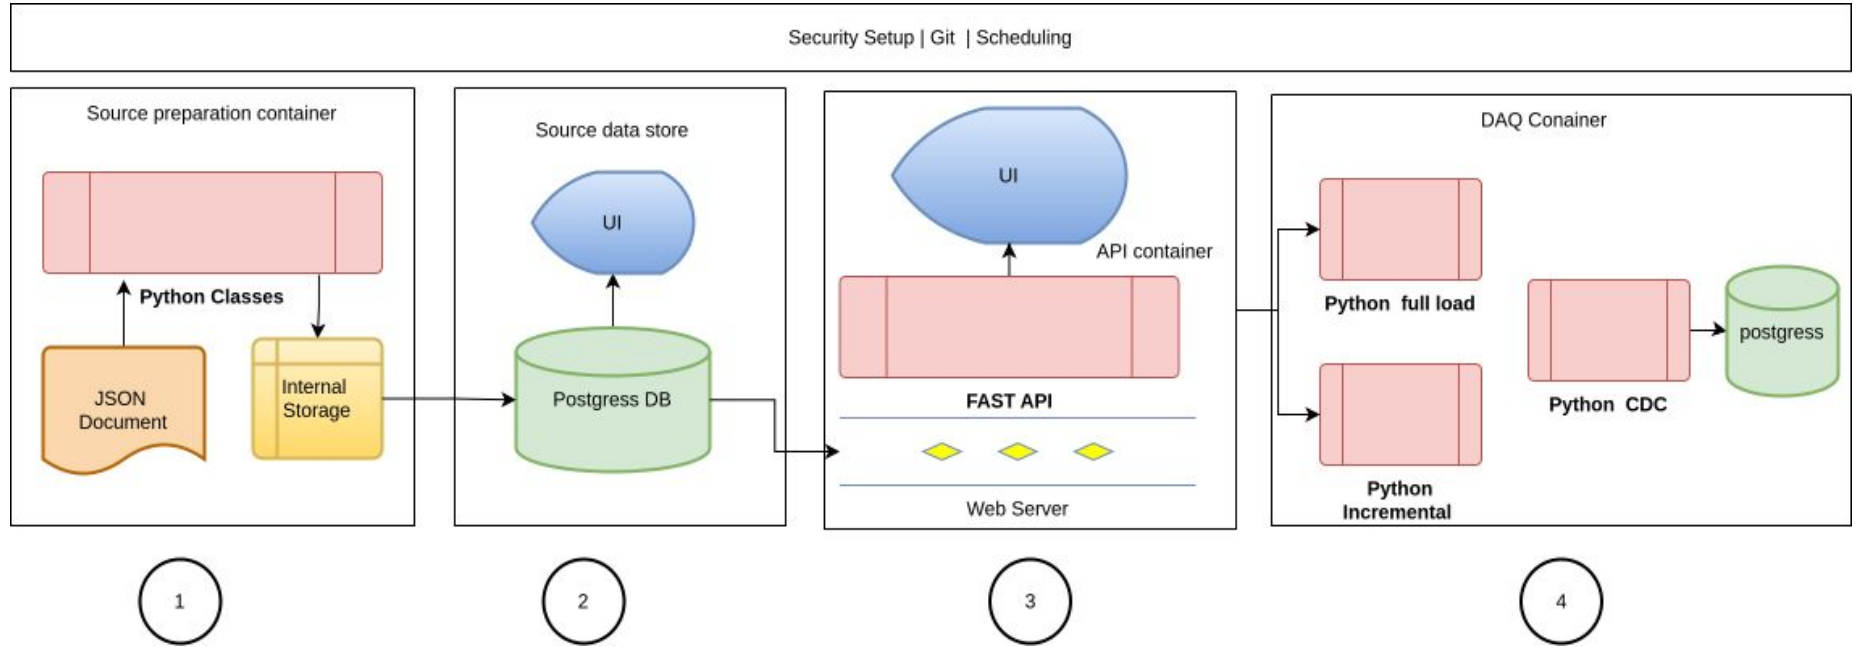 Security Setup | Git | Scheduling
Source preparation container
Python Classes
JSON
Document
Internal
Storage
Source data store
UI
Postgress DB
UI
API container
FAST API
Web Server
DAQ Conainer
Python full load
Python
Incremental
Python CDC
postgress
1
2
3
4